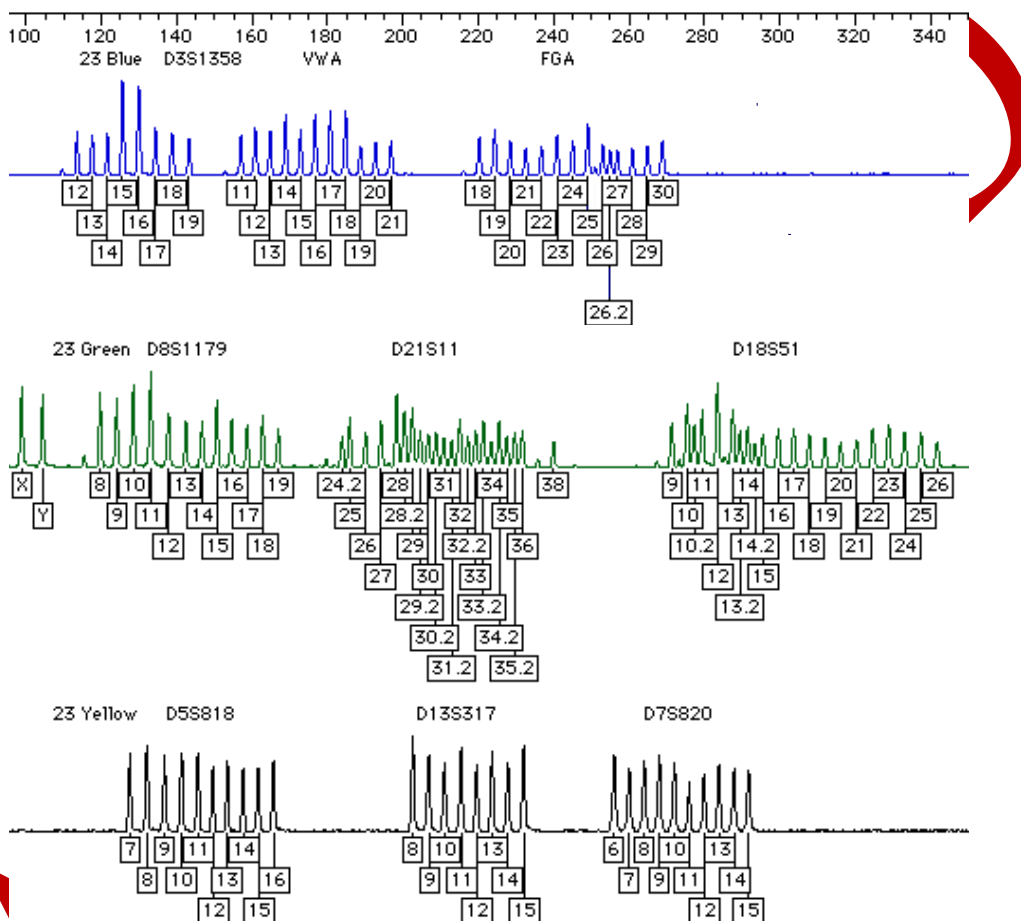 100 120 140 160 180 200 220 240 260 280 300 320 340
23 Blue D3S1358 VWA FGA
12 15 18 11 14 17 20 18 21 24 27 30
13 16 19 12 15 18 21 19 22 25 28
14 17 13 16 19 20 23 26 29
26.2
23 Green D8S1179 D21S11 D18S51
X 8 10 13 16 19 24.2 28 31 34 38 9 11 14 17 20 23 26
Y 9 11 14 17 25 28.2 32 35 10 13 16 19 22 25
12 15 18 26 29 32.2 36 10.2 14.2 18 21 24
27 30 33 12 15
29.2 33.2 13.2
30.2 34.2
31.2 35.2
23 Yellow D5S818 D13S317 D7S820
7 9 11 14 8 10 13 6 8 10 13
8 10 13 16 9 11 14 7 9 11 14
12 15 12 15 12 15